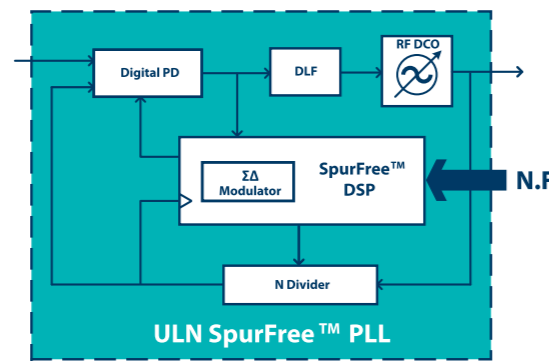 RF DCO
Digital PD
DLF
SpurFree™
DSP
ΣΔ
Modulator
N.F
N Divider
ULN SpurFree™ PLL